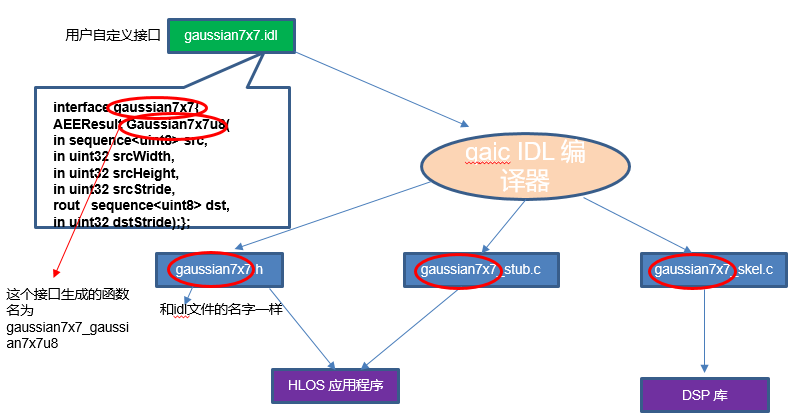 用户自定义接口
gaussian7x7.idl
interface gaussian7x7{
AEEResult Gaussian7x7u8(
in sequence<uint8> src,
in uint32 srcWidth,
in uint32 srcHeight,
in uint32 srcStride,
rout sequence<uint8> dst,
in uint32 dstStride);};
qaic IDL 编
译器
gaussian7x7.h
gaussian7x7_stub.c
gaussian7x7_skel.c
这个接口生成的函数
名为
gaussian7x7_gaussi
an7x7u8
和idl文件的名字一样
HLOS 应用程序
DSP 库